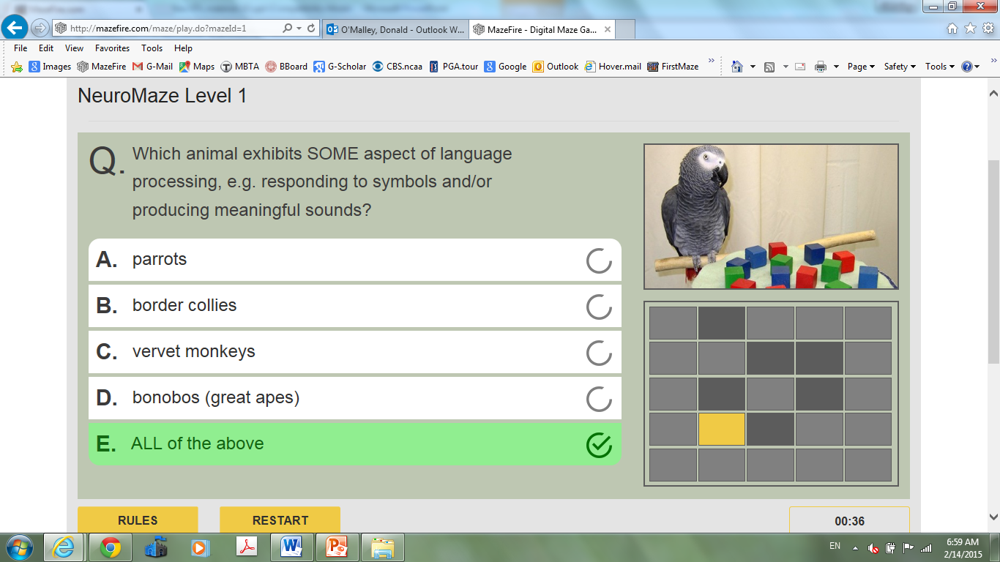 http://mazefire.com/maze/play.do?mazeId=1
O'Malley, Donald - Outlook W...
MazeFire - Digital Maze Ga...
File Edit View Favorites Tools Help
Images MazeFire G-Mail Maps MBTA BBoard G-Scholar CBS.ncaa PGA.tour Google Outlook Hover.mail FirstMaze Page Safety Tools
NeuroMaze Level 1
Q. Which animal exhibits SOME aspect of language
processing, e.g. responding to symbols and/or
producing meaningful sounds?
A. parrots
B. border collies
C. vervet monkeys
D. bonobos (great apes)
E. ALL of the above
RULES RESTART 00:36
EN 6:59 AM
2/14/2015